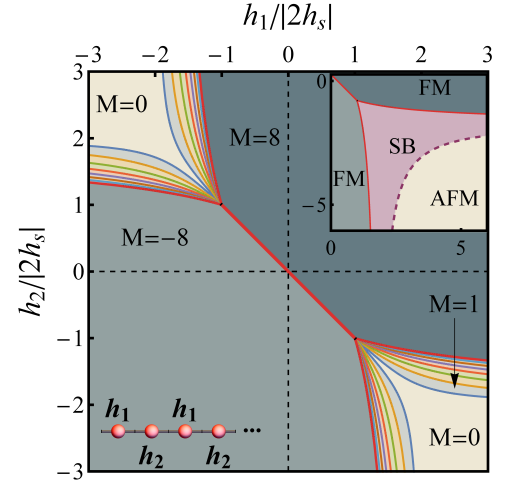 h₁/|2hₛ|
−3 −2 −1 0 1 2 3
h₂/|2hₛ|
3
2
1
0
−1
−2
−3
M=0
M=8
M=−8
M=1
M=0
0
−5
0
5
FM
SB
FM
AFM
h₁ h₁
h₂ h₂ ...